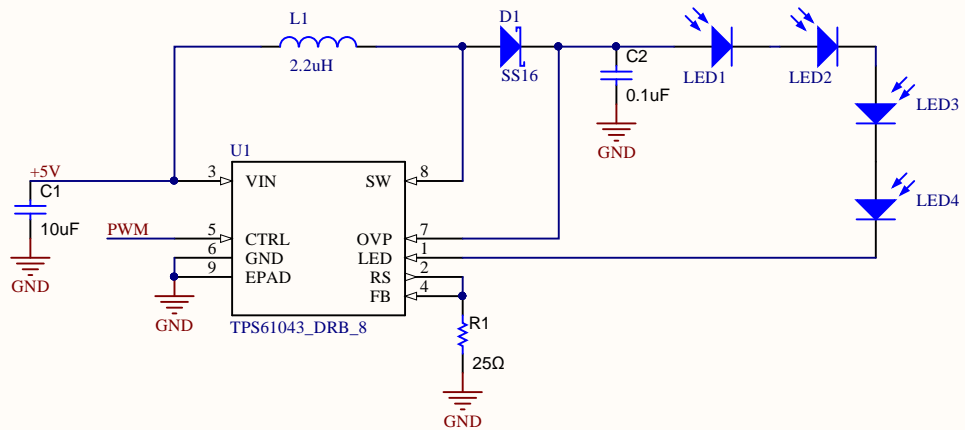 L1
2.2uH
D1
SS16
C2
0.1uF
GND
LED1
LED2
LED3
LED4
+5V
C1
10uF
GND
PWM
U1
3 VIN SW 8
5 CTRL OVP 7
6 GND LED 1
9 EPAD RS 2
FB 4
TPS61043_DRB_8
GND
R1
25Ω
GND